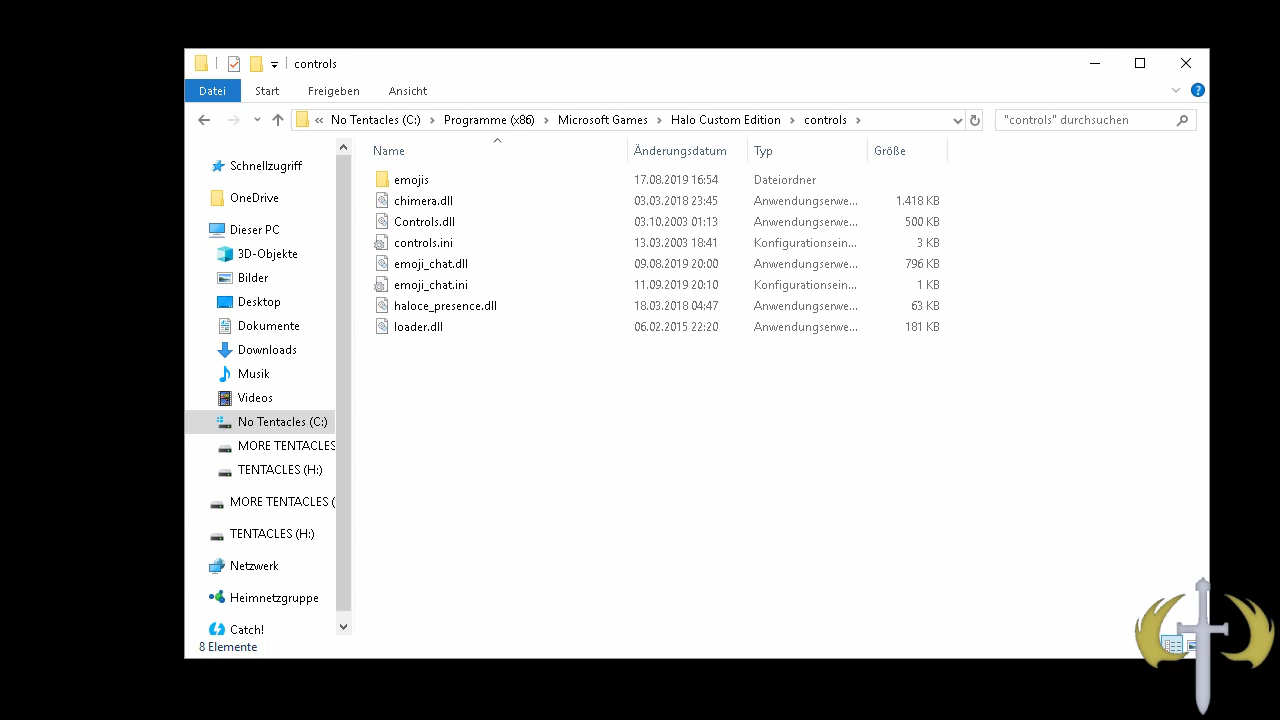 controls
Datei Start Freigeben Ansicht
« No Tentacles (C:) Programme (x86) Microsoft Games Halo Custom Edition controls "controls" durchsuchen
Name Änderungsdatum Typ Größe
Schnellzugriff
OneDrive
Dieser PC
3D-Objekte
Bilder
Desktop
Dokumente
Downloads
Musik
Videos
No Tentacles (C:)
MORE TENTACLES
TENTACLES (H:)
MORE TENTACLES (
TENTACLES (H:)
Netzwerk
Heimnetzgruppe
Catch!
emojis 17.08.2019 16:54 Dateiordner
chimera.dll 03.03.2018 23:45 Anwendungserwe... 1.418 KB
Controls.dll 03.10.2003 01:13 Anwendungserwe... 500 KB
controls.ini 13.03.2003 18:41 Konfigurationsein... 3 KB
emoji_chat.dll 09.08.2019 20:00 Anwendungserwe... 796 KB
emoji_chat.ini 11.09.2019 20:10 Konfigurationsein... 1 KB
haloce_presence.dll 18.03.2018 04:47 Anwendungserwe... 63 KB
loader.dll 06.02.2015 22:20 Anwendungserwe... 181 KB
8 Elemente